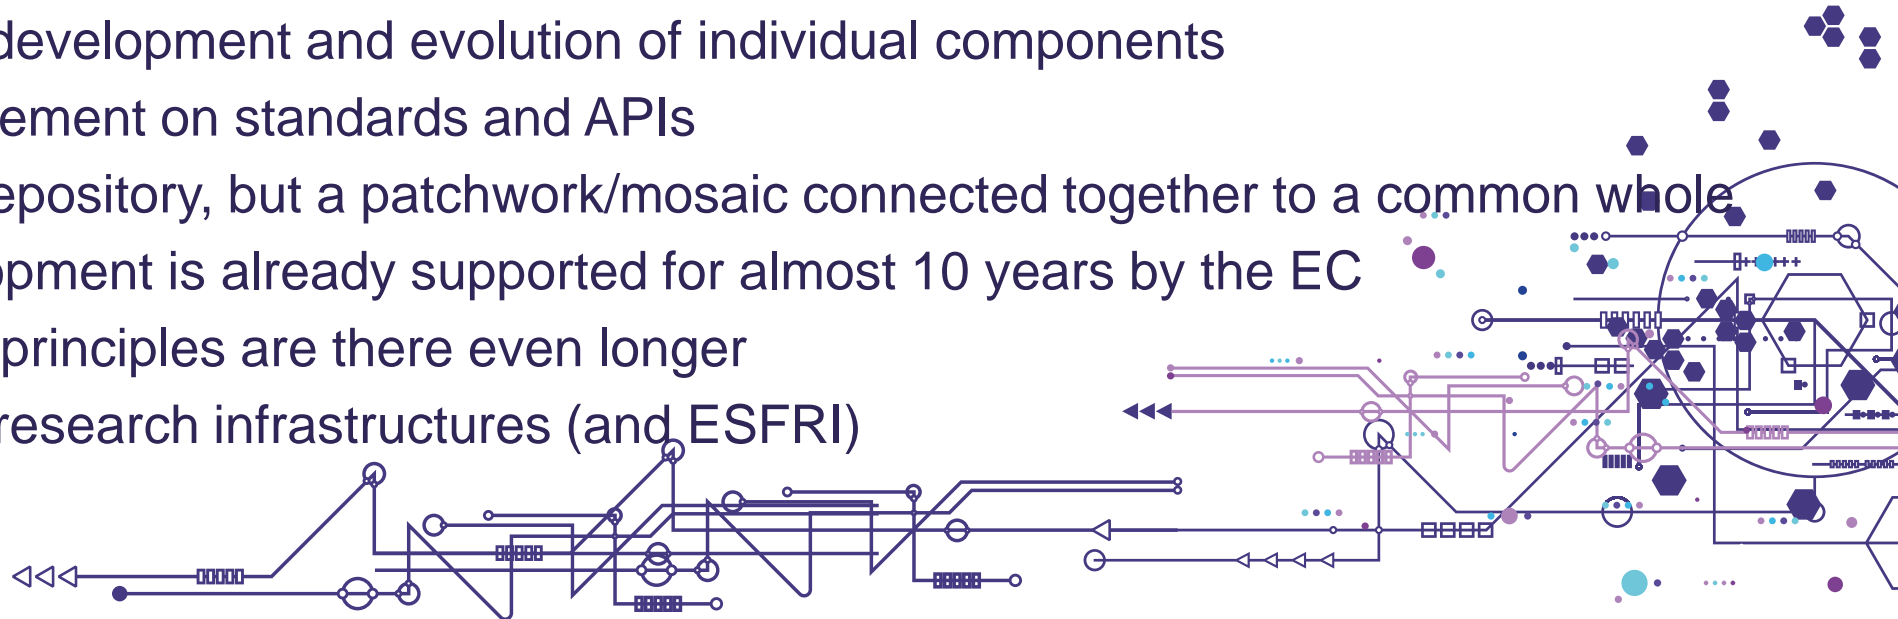 development and evolution of individual components
ement on standards and APIs
epository, but a patchwork/mosaic connected together to a common whole
opment is already supported for almost 10 years by the EC
principles are there even longer
research infrastructures (and ESFRI)